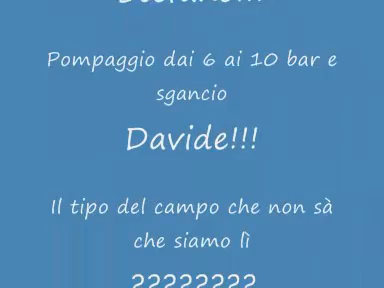 Pompaggio dai 6 ai 10 bar e
sgancio
Davide!!!
Il tipo del campo che non sà
che siamo lì
????????